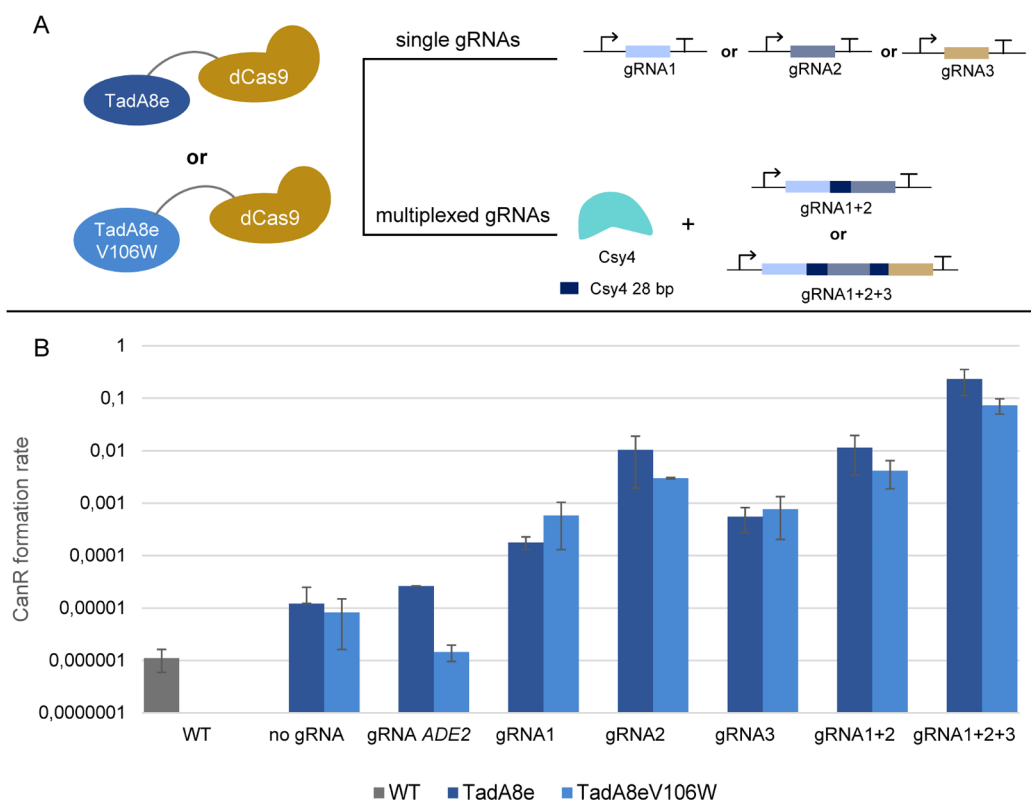 A
TadA8e
dCas9
or
TadA8e
V106W
dCas9
single gRNAs
gRNA1
or
gRNA2
or
gRNA3
multiplexed gRNAs
Csy4
Csy4 28 bp
+
gRNA1+2
or
gRNA1+2+3
B
CanR formation rate
1
0,1
0,01
0,001
0,0001
0,00001
0,000001
0,0000001
WT
no gRNA
gRNA ADE2
gRNA1
gRNA2
gRNA3
gRNA1+2
gRNA1+2+3
WT
TadA8e
TadA8eV106W